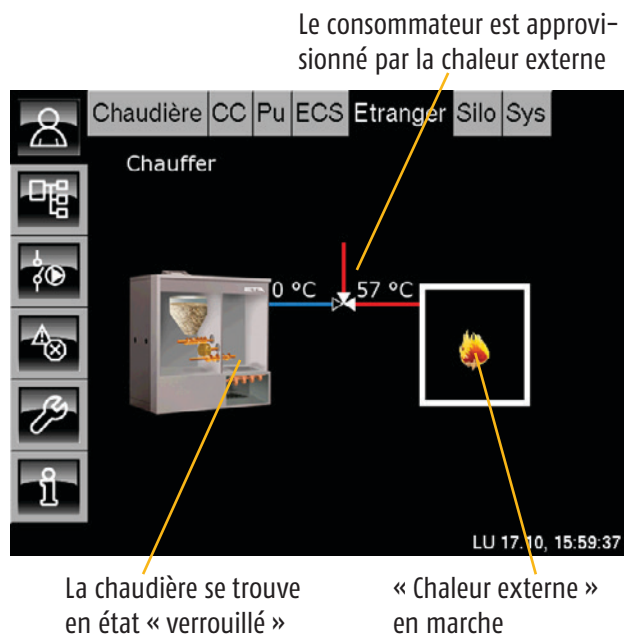 Le consommateur est approvi-
sionné par la chaleur externe
Chaudière CC Pu ECS Etranger Silo Sys
Chauffer
0 °C 57 °C
LU 17.10, 15:59:37
La chaudière se trouve
en état « verrouillé »
« Chaleur externe »
en marche